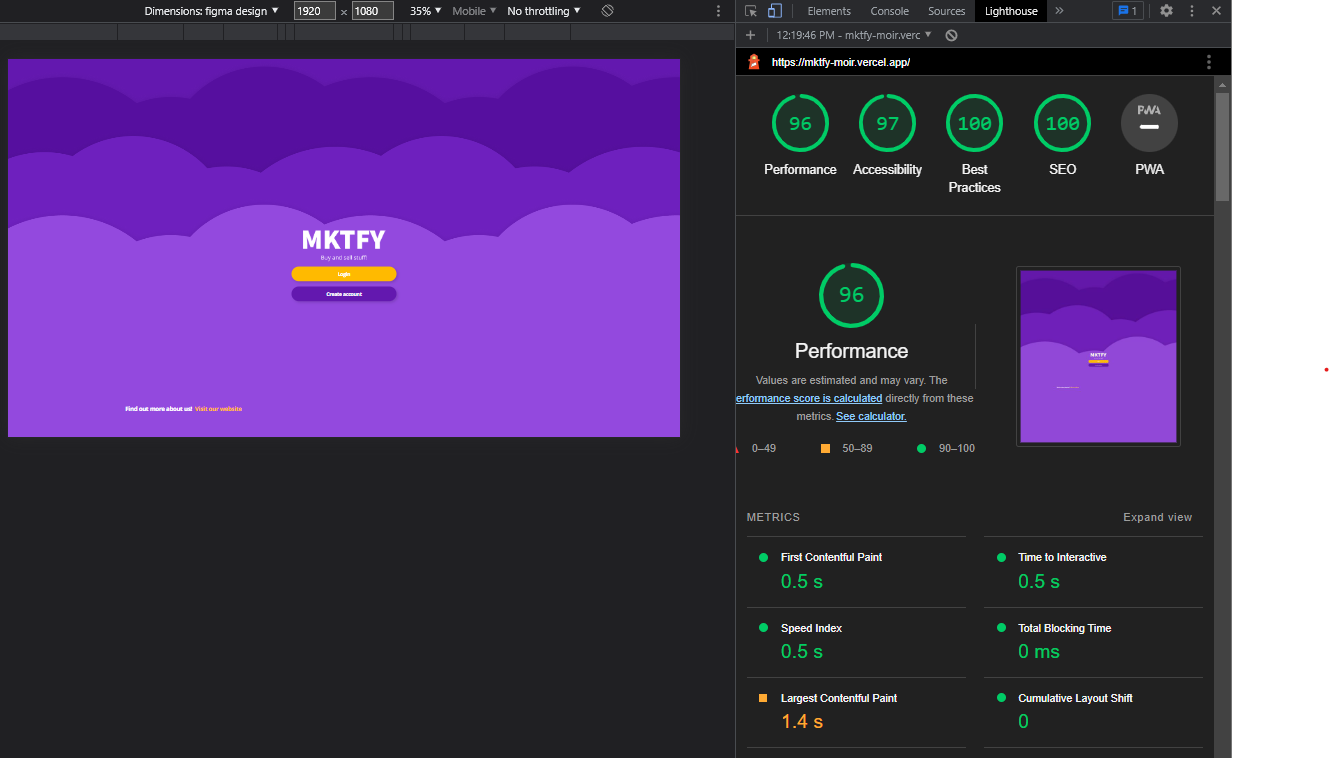 Dimensions: figma design ▼ 1920 × 1080 35% ▼ Mobile ▼ No throttling ▼
Elements Console Sources Lighthouse » 1
12:19:46 PM - mktfy-moir.verc ▼
https://mktfy-moir.vercel.app/
96 97 100 100 PWA
Performance Accessibility Best Practices SEO PWA
MKTFY
Buy and sell stuff!
Login
Create account
Find out more about us! Visit our website
96
Performance
Values are estimated and may vary. The
erformance score is calculated directly from these
metrics. See calculator.
0–49 50–89 90–100
MKTFY
METRICS Expand view
First Contentful Paint
0.5 s
Time to Interactive
0.5 s
Speed Index
0.5 s
Total Blocking Time
0 ms
Largest Contentful Paint
1.4 s
Cumulative Layout Shift
0